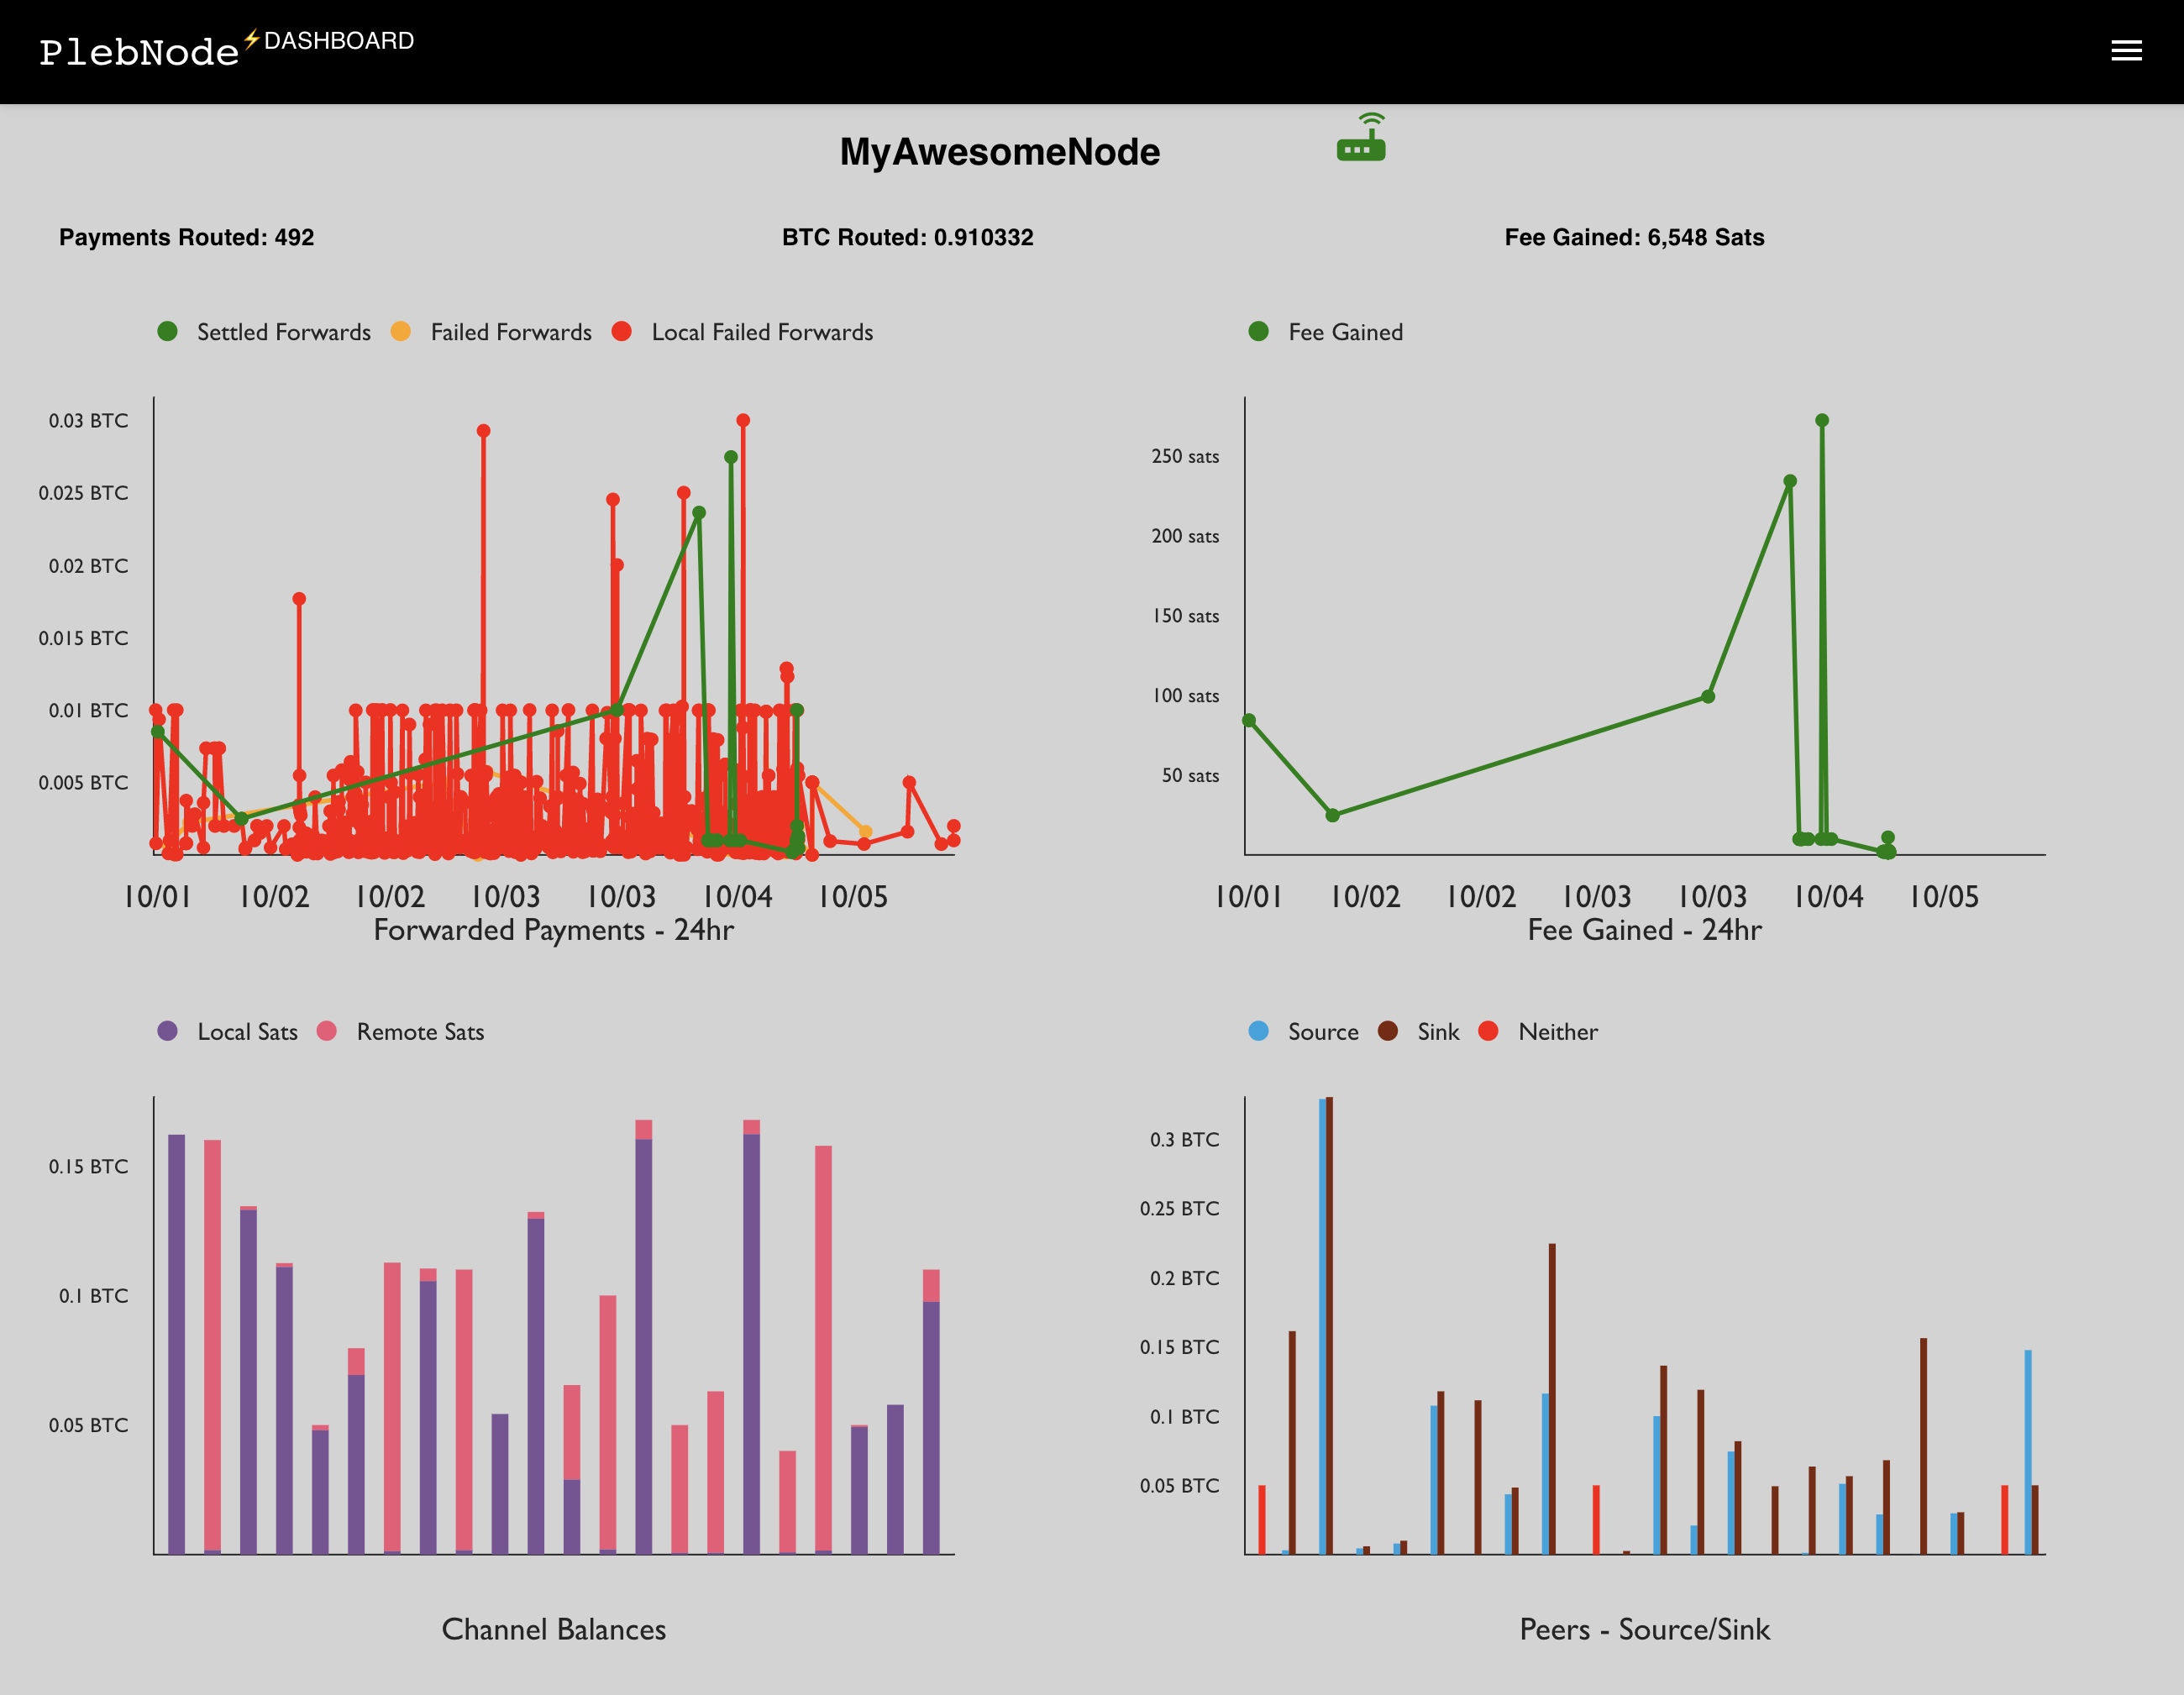 PlebNode⚡DASHBOARD
MyAwesomeNode
Payments Routed: 492
BTC Routed: 0.910332
Fee Gained: 6,548 Sats
Settled Forwards Failed Forwards Local Failed Forwards
0.03 BTC
0.025 BTC
0.02 BTC
0.015 BTC
0.01 BTC
0.005 BTC
10/01 10/02 10/02 10/03 10/03 10/04 10/05
Forwarded Payments - 24hr
Fee Gained
250 sats
200 sats
150 sats
100 sats
50 sats
10/01 10/02 10/02 10/03 10/03 10/04 10/05
Fee Gained - 24hr
Local Sats Remote Sats
0.15 BTC
0.1 BTC
0.05 BTC
Channel Balances
Source Sink Neither
0.3 BTC
0.25 BTC
0.2 BTC
0.15 BTC
0.1 BTC
0.05 BTC
Peers - Source/Sink